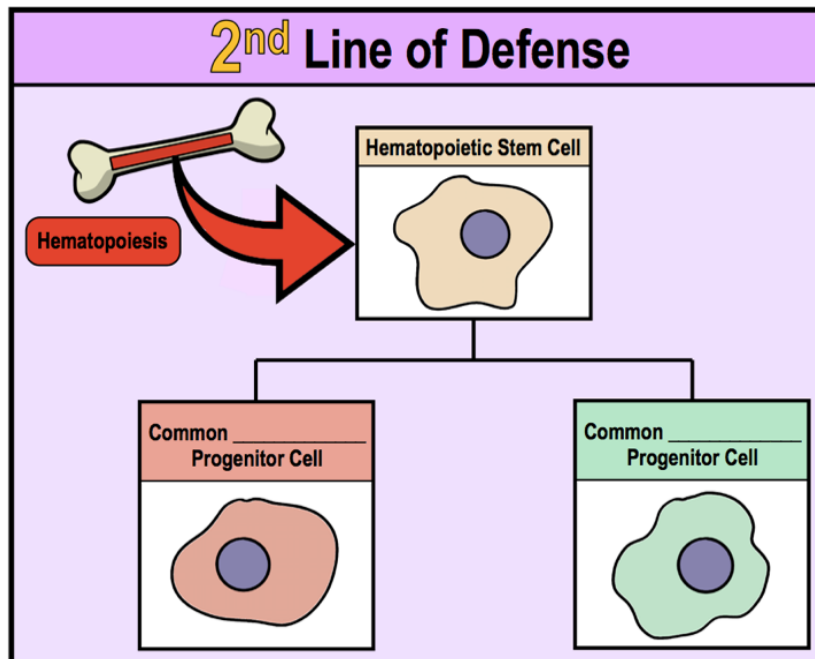 2nd Line of Defense
Hematopoietic Stem Cell
Hematopoiesis
Common ____________
Progenitor Cell
Common ____________
Progenitor Cell